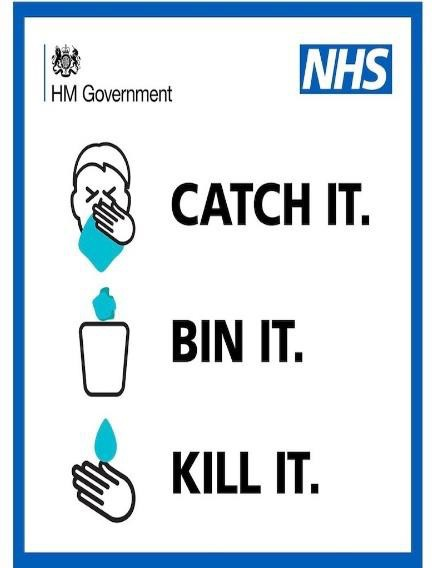 HM Government
NHS
CATCH IT.
BIN IT.
KILL IT.